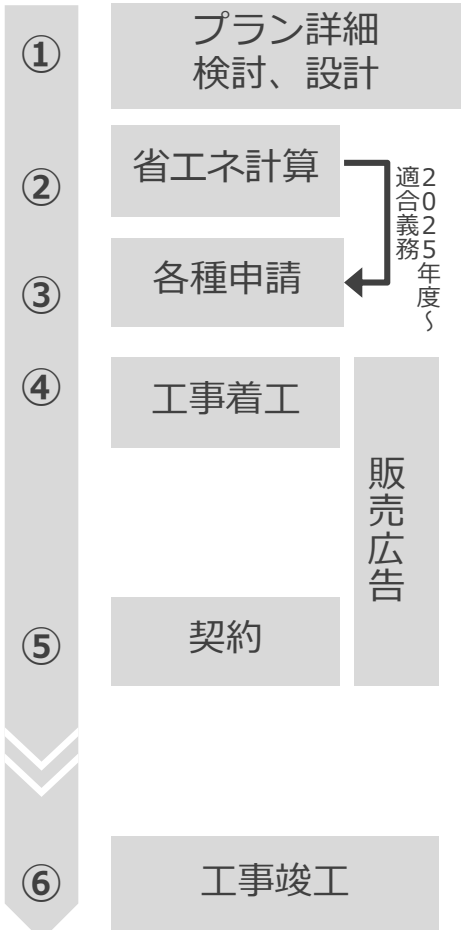 ①
プラン詳細
検討、設計
②
省エネ計算
2025年度～
適合義務
③
各種申請
④
工事着工
販売広告
⑤
契約
⑥
工事竣工